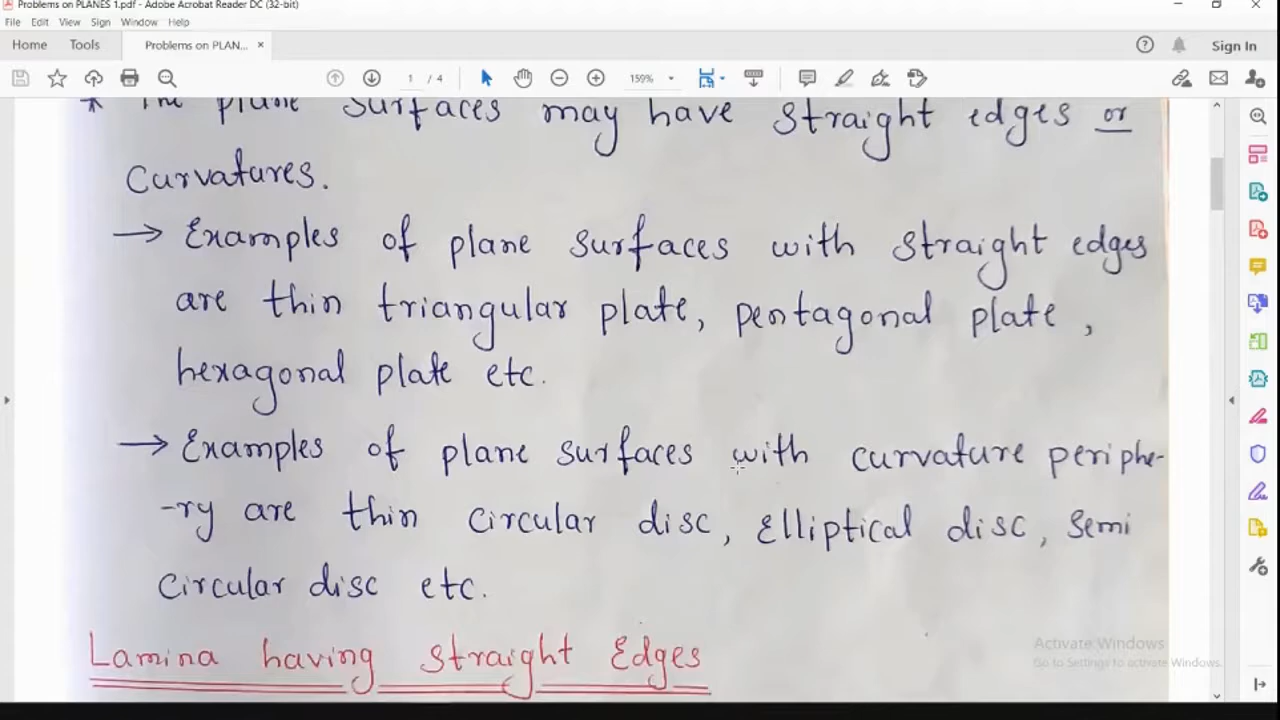 Problems on PLANES 1.pdf - Adobe Acrobat Reader DC (32-bit)
File Edit View Sign Window Help
Home Tools Problems on PLAN... × Sign In
1 / 4 159%
* The plane surfaces may have straight edges or
curvatures.
→ Examples of plane surfaces with straight edges
are thin triangular plate, pentagonal plate,
hexagonal plate etc.
→ Examples of plane surfaces with curvature periphe-
-ry are thin circular disc, Elliptical disc, Semi
circular disc etc.
Lamina having straight Edges
Activate Windows
Go to Settings to activate Windows.